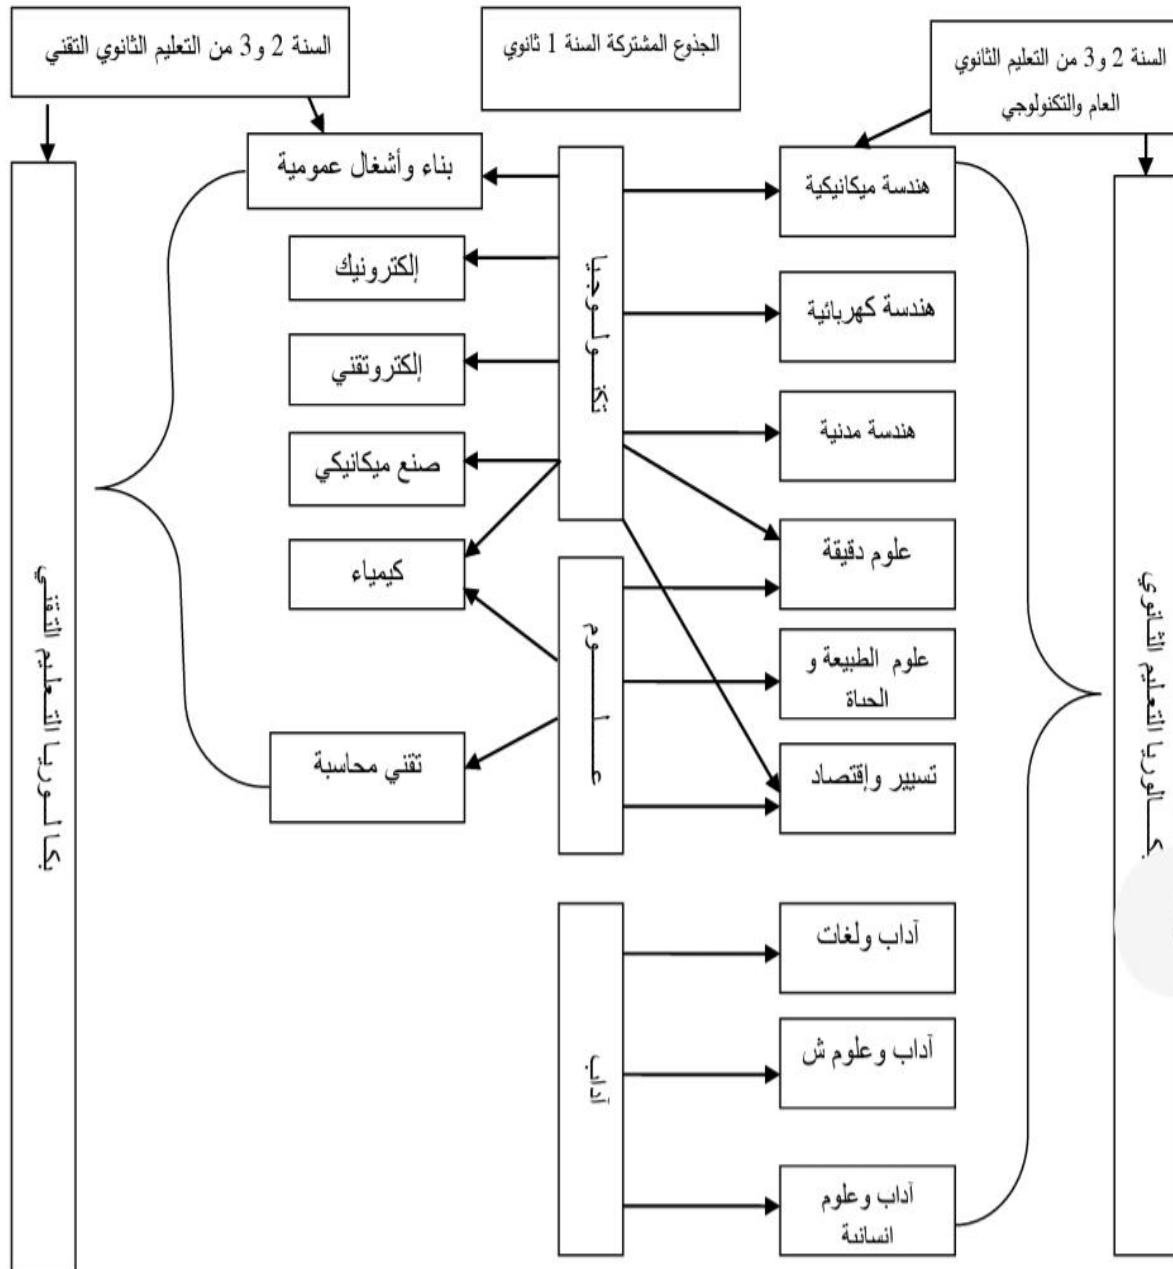 السنة 2 و3 من التعليم الثانوي
العام والتكنولوجي
الجذوع المشتركة السنة 1 ثانوي
السنة 2 و3 من التعليم الثانوي التقني
بكالوريا التعليم الثانوي
هندسة ميكانيكية
هندسة كهربائية
هندسة مدنية
علوم دقيقة
علوم الطبيعة و
الحياة
تسيير وإقتصاد
آداب ولغات
آداب وعلوم ش
آداب وعلوم
انسانية
تكنولوجيا
علوم
آداب
بناء وأشغال عمومية
إلكترونيك
إلكتروتقني
صنع ميكانيكي
كيمياء
تقني محاسبة
بكالوريا التعليم التقني